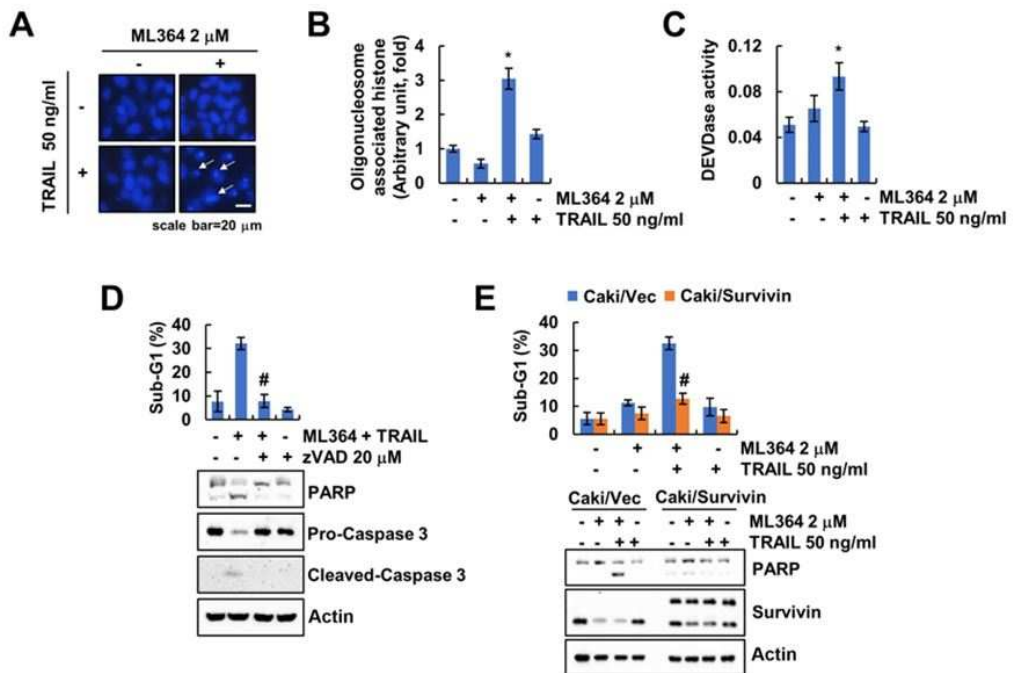 A
ML364 2 μM
- +
TRAIL 50 ng/ml
-
+
scale bar=20 μm
B
Oligonucleosome
associated histone
(Arbitrary unit, fold)
4
3
2
1
0
*
- + + - ML364 2 μM
- - + + TRAIL 50 ng/ml
C
DEVDase activity
0.12
0.08
0.04
0
*
- + + - ML364 2 μM
- - + + TRAIL 50 ng/ml
D
Sub-G1 (%)
40
30
20
10
0
#
- + + - ML364 + TRAIL
- - + + zVAD 20 μM
PARP
Pro-Caspase 3
Cleaved-Caspase 3
Actin
E
Caki/Vec Caki/Survivin
Sub-G1 (%)
40
30
20
10
0
#
- + + - ML364 2 μM
- - + + TRAIL 50 ng/ml
Caki/Vec Caki/Survivin
- + + - - + + - ML364 2 μM
- - + + - - + + TRAIL 50 ng/ml
PARP
Survivin
Actin